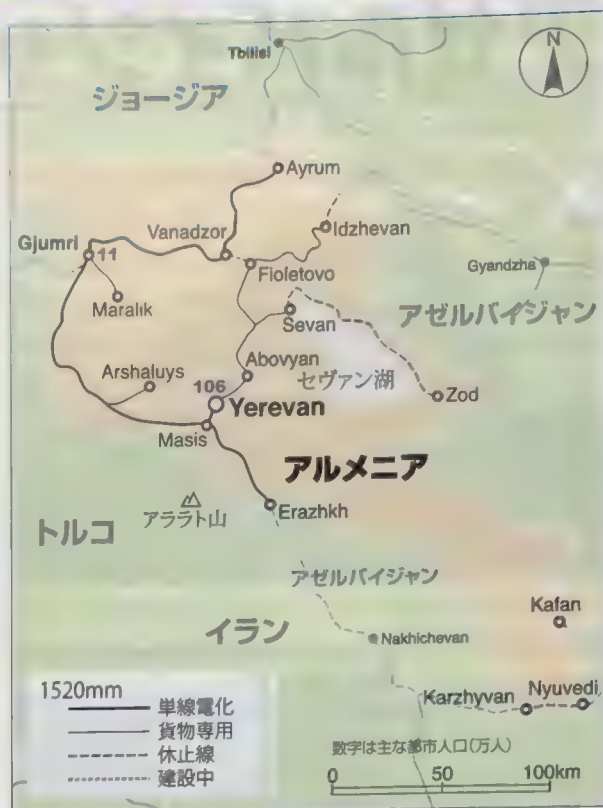 Tbilisi
N
ジョージア
Ayrum
Vanadzor
Idzhevan
Gjumri
11
Fioletovo
Gyandzha
Maralik
Sevan
アゼルバイジャン
Arshaluys
Abovyan
セヴァン湖
106
Zod
Yerevan
Masis
アルメニア
アララト山
Erazhkh
トルコ
アゼルバイジャン
イラン
Kafan
Nakhichevan
Karzhyvan
Nyuvedi
1520mm
単線電化
貨物専用
休止線
建設中
数字は主な都市人口(万人)
0 50 100km